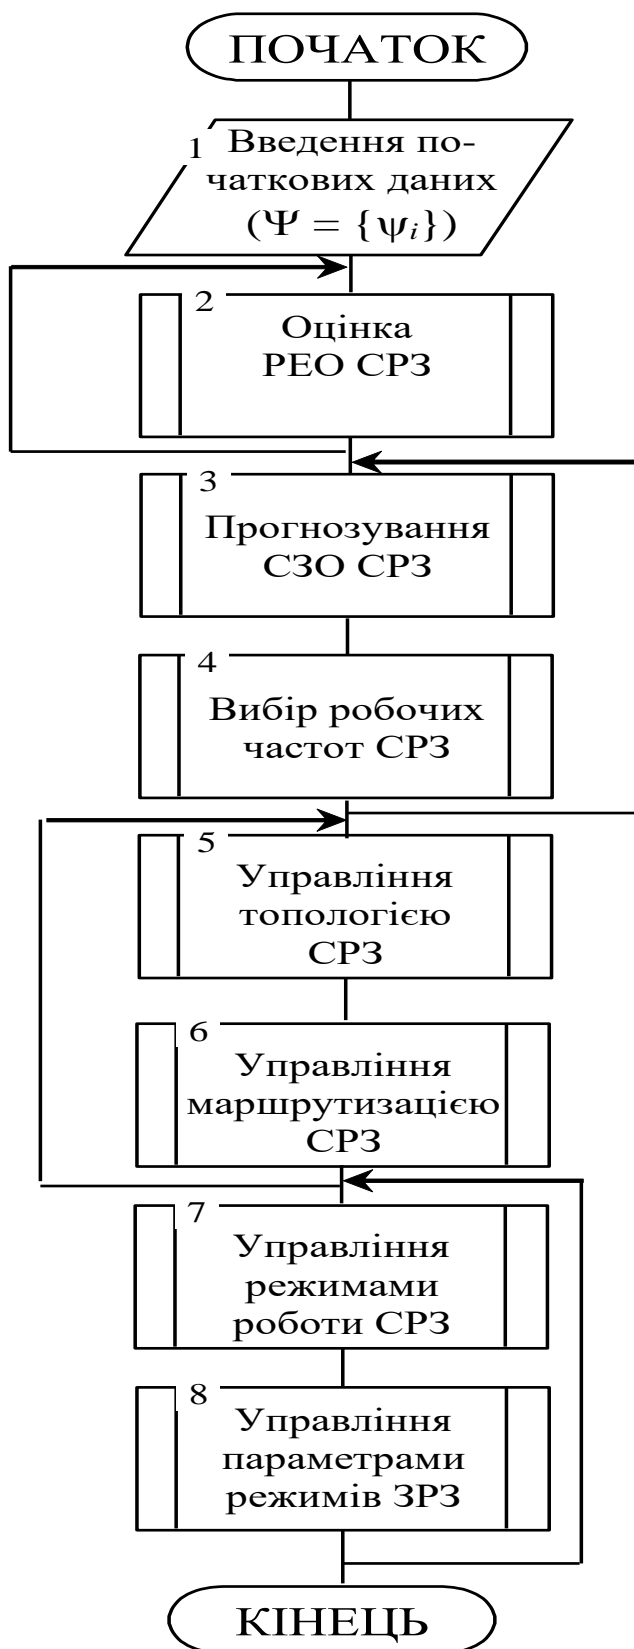 ПОЧАТОК
1
Введення по-
чаткових даних
(Ψ = {ψi})
2
Оцінка
РЕО СРЗ
3
Прогнозування
СЗО СРЗ
4
Вибір робочих
частот СРЗ
5
Управління
топологією
СРЗ
6
Управління
маршрутизацією
СРЗ
7
Управління
режимами
роботи СРЗ
8
Управління
параметрами
режимів ЗРЗ
КІНЕЦЬ